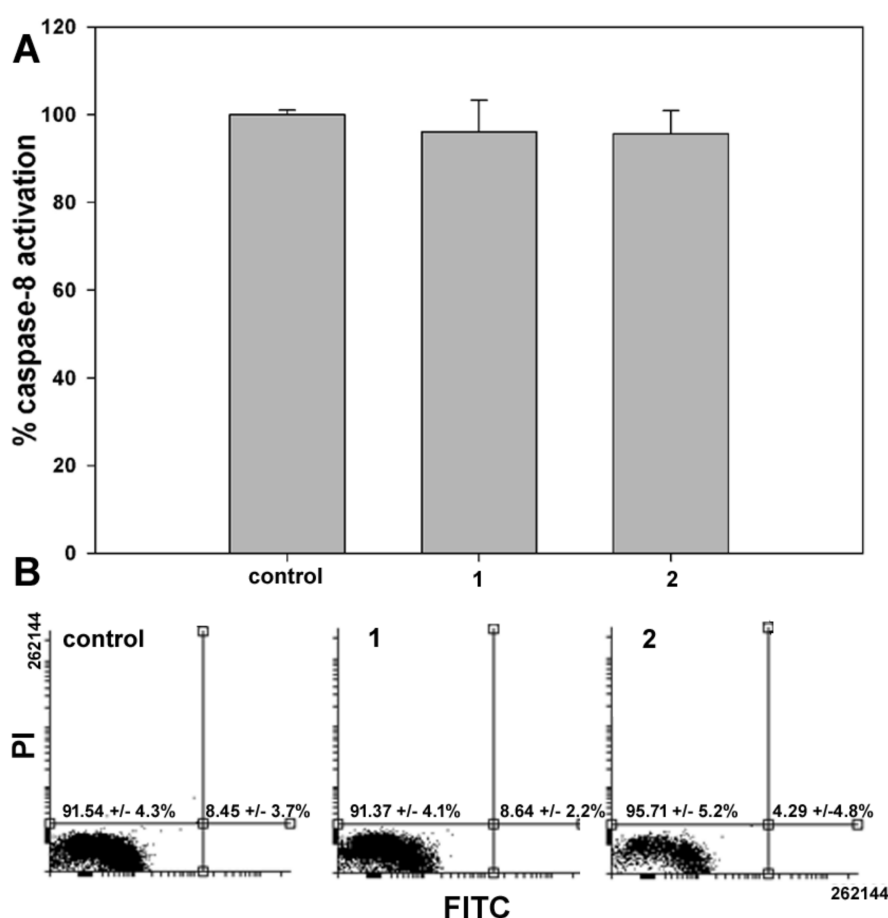 A
120
100
80
60
40
20
0
% caspase-8 activation
control 1 2
B
262144
PI
control 1 2
91.54 +/- 4.3% 8.45 +/- 3.7% 91.37 +/- 4.1% 8.64 +/- 2.2% 95.71 +/- 5.2% 4.29 +/-4.8%
262144
FITC